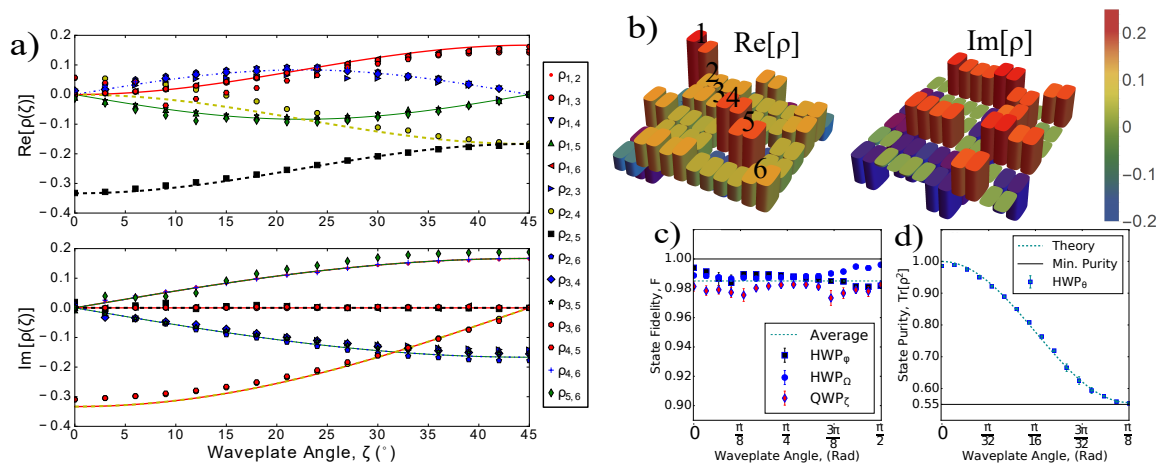 a)
0.2
0.1
0.0
−0.1
−0.2
−0.3
−0.4
0 5 10 15 20 25 30 35 40 45
Re[ρ(ζ)]
0.2
0.1
0.0
−0.1
−0.2
−0.3
−0.4
0 5 10 15 20 25 30 35 40 45
Im[ρ(ζ)]
Waveplate Angle, ζ (°)
ρ1,2
ρ1,3
ρ1,4
ρ1,5
ρ1,6
ρ2,3
ρ2,4
ρ2,5
ρ2,6
ρ3,4
ρ3,5
ρ3,6
ρ4,5
ρ4,6
ρ5,6
b)
Re[ρ]
1
2
3
4
5
6
Im[ρ]
0.2
0.1
0
-0.1
-0.2
c)
1.00
0.98
0.96
0.94
0.92
0.90
State Fidelity, F
Average
HWPφ
HWPΩ
QWPζ
0 π/8 π/4 3π/8 π/2
Waveplate Angle, (Rad)
d)
1.00
0.90
0.80
0.70
0.60
0.55
0.50
State Purity, Tr[ρ²]
Theory
Min. Purity
HWPθ
0 π/32 π/16 3π/32 π/8
Waveplate Angle, (Rad)